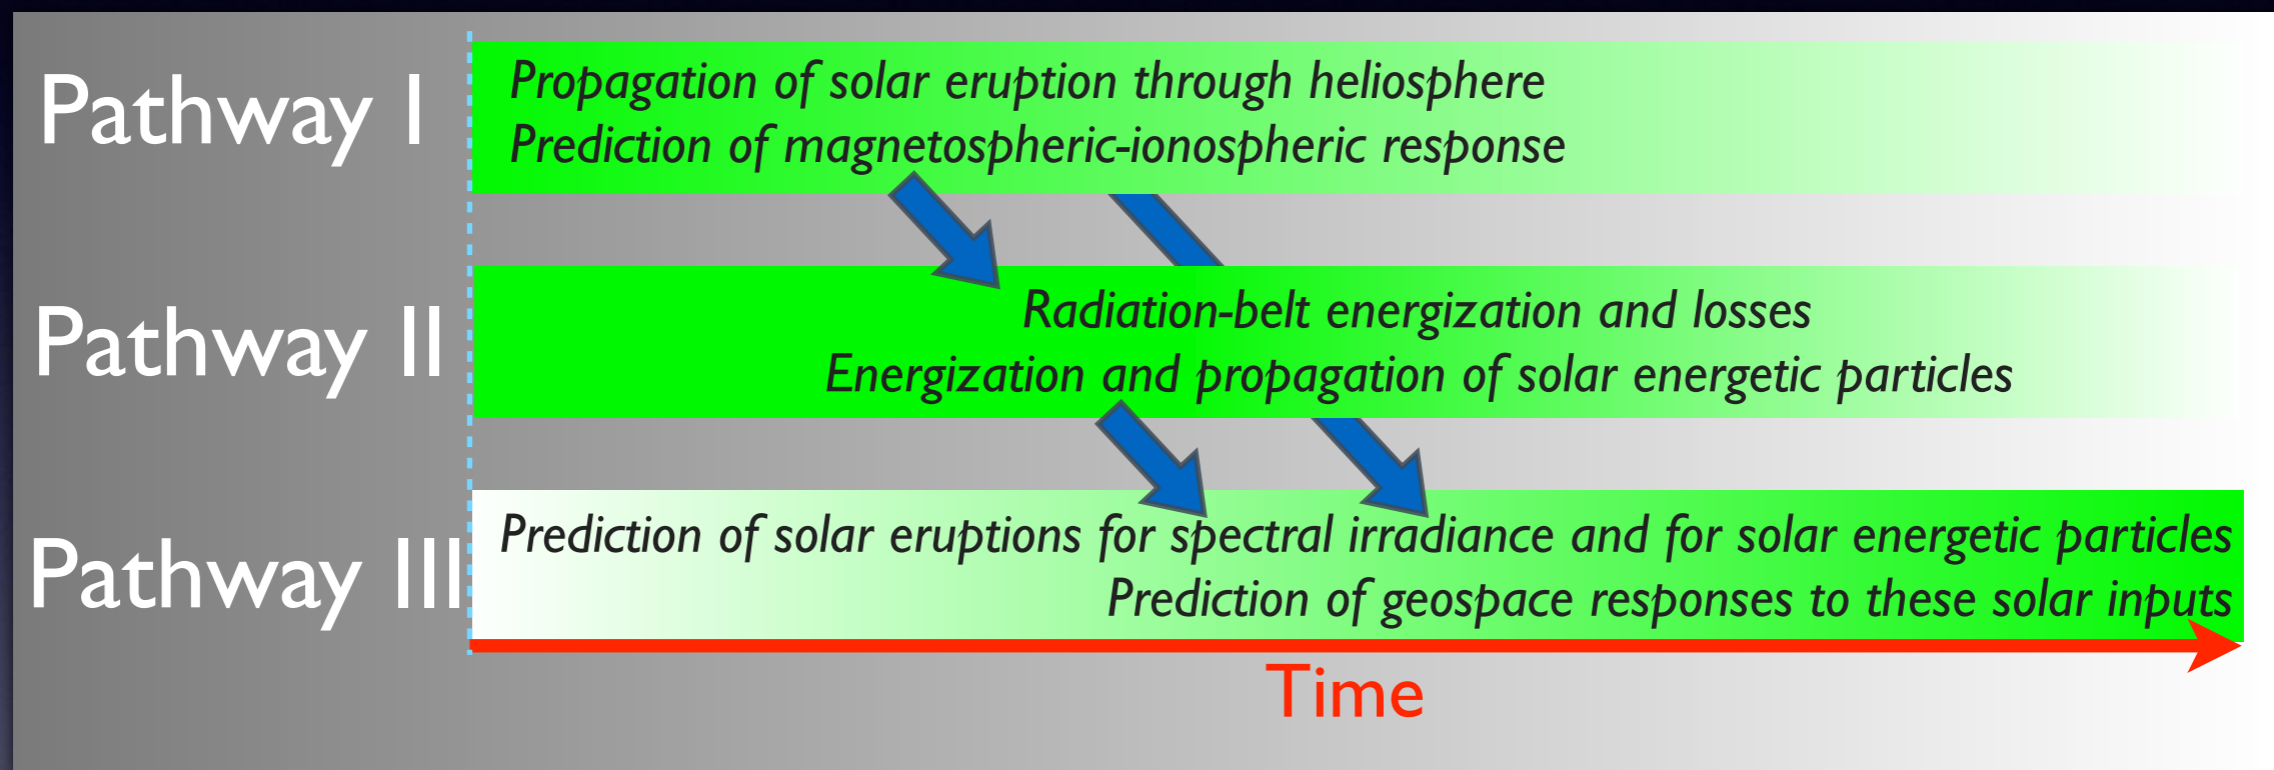 Pathway I
Propagation of solar eruption through heliosphere
Prediction of magnetospheric-ionospheric response
Pathway II
Radiation-belt energization and losses
Energization and propagation of solar energetic particles
Pathway III
Prediction of solar eruptions for spectral irradiance and for solar energetic particles
Prediction of geospace responses to these solar inputs
Time